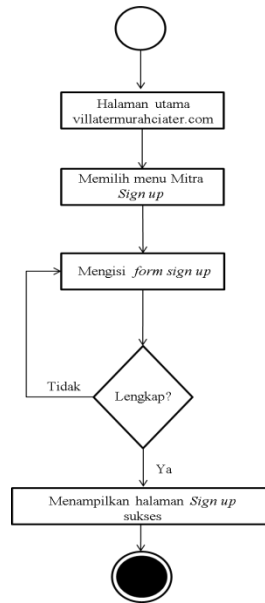 Halaman utama
villatermurahciater.com
Memilih menu Mitra
Sign up
Mengisi form sign up
Lengkap?
Tidak
Ya
Menampilkan halaman Sign up
sukses